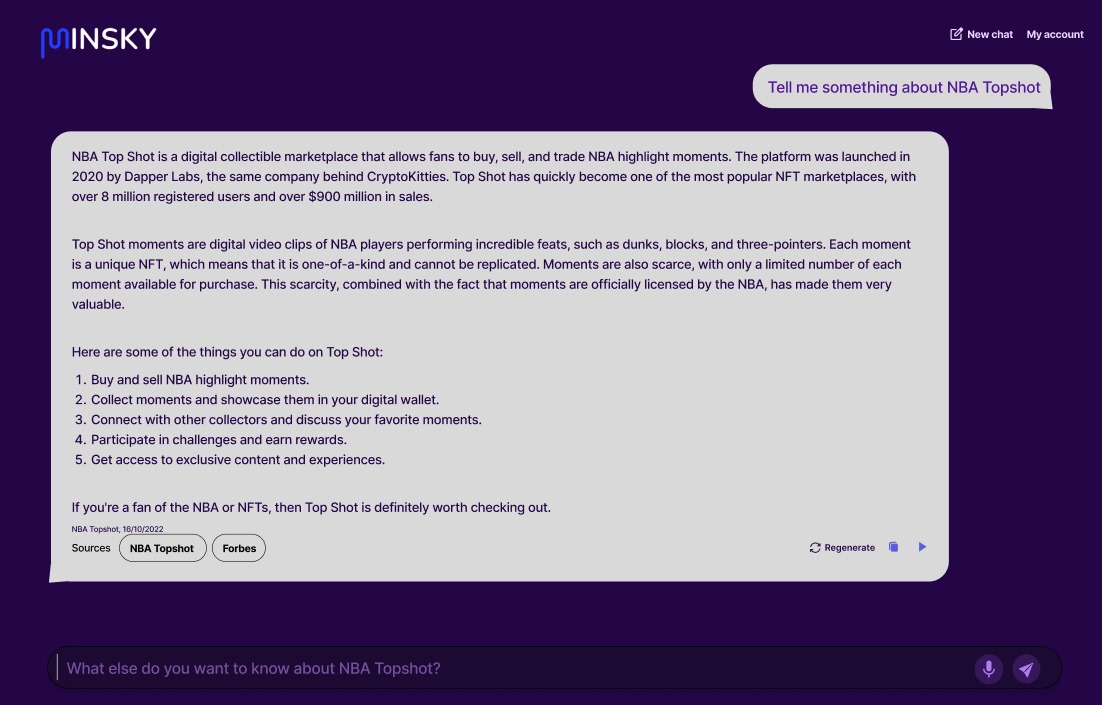 MINSKY
New chat My account
Tell me something about NBA Topshot
NBA Top Shot is a digital collectible marketplace that allows fans to buy, sell, and trade NBA highlight moments. The platform was launched in
2020 by Dapper Labs, the same company behind CryptoKitties. Top Shot has quickly become one of the most popular NFT marketplaces, with
over 8 million registered users and over $900 million in sales.
Top Shot moments are digital video clips of NBA players performing incredible feats, such as dunks, blocks, and three-pointers. Each moment
is a unique NFT, which means that it is one-of-a-kind and cannot be replicated. Moments are also scarce, with only a limited number of each
moment available for purchase. This scarcity, combined with the fact that moments are officially licensed by the NBA, has made them very
valuable.
Here are some of the things you can do on Top Shot:
1. Buy and sell NBA highlight moments.
2. Collect moments and showcase them in your digital wallet.
3. Connect with other collectors and discuss your favorite moments.
4. Participate in challenges and earn rewards.
5. Get access to exclusive content and experiences.
If you're a fan of the NBA or NFTs, then Top Shot is definitely worth checking out.
NBA Topshot, 16/10/2022
Sources NBA Topshot Forbes Regenerate
What else do you want to know about NBA Topshot?